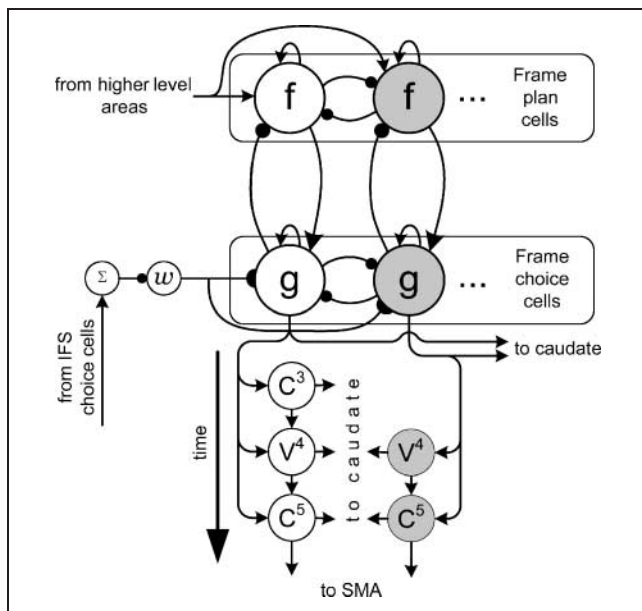 from higher level
areas
f
f
...
Frame
plan
cells
g
g
...
Frame
choice
cells
Σ
w
from IFS
choice cells
to caudate
time
C³
V⁴
C⁵
to caudate
V⁴
C⁵
to SMA